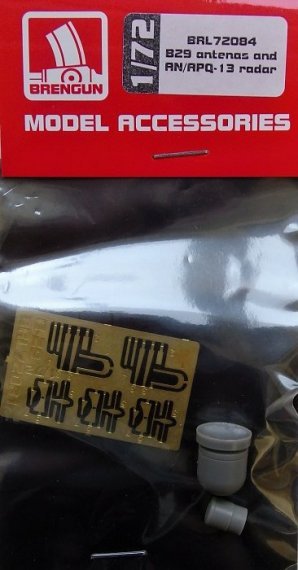 BRENGUN
1/72
BRL72084
B29 antenas and
AN/APQ-13 radar
MODEL ACCESSORIES